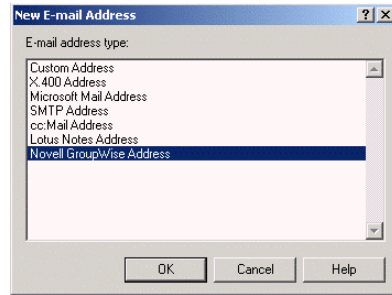 New E-mail Address
E-mail address type:
Custom Address
X.400 Address
Microsoft Mail Address
SMTP Address
cc:Mail Address
Lotus Notes Address
Novell GroupWise Address
OK Cancel Help